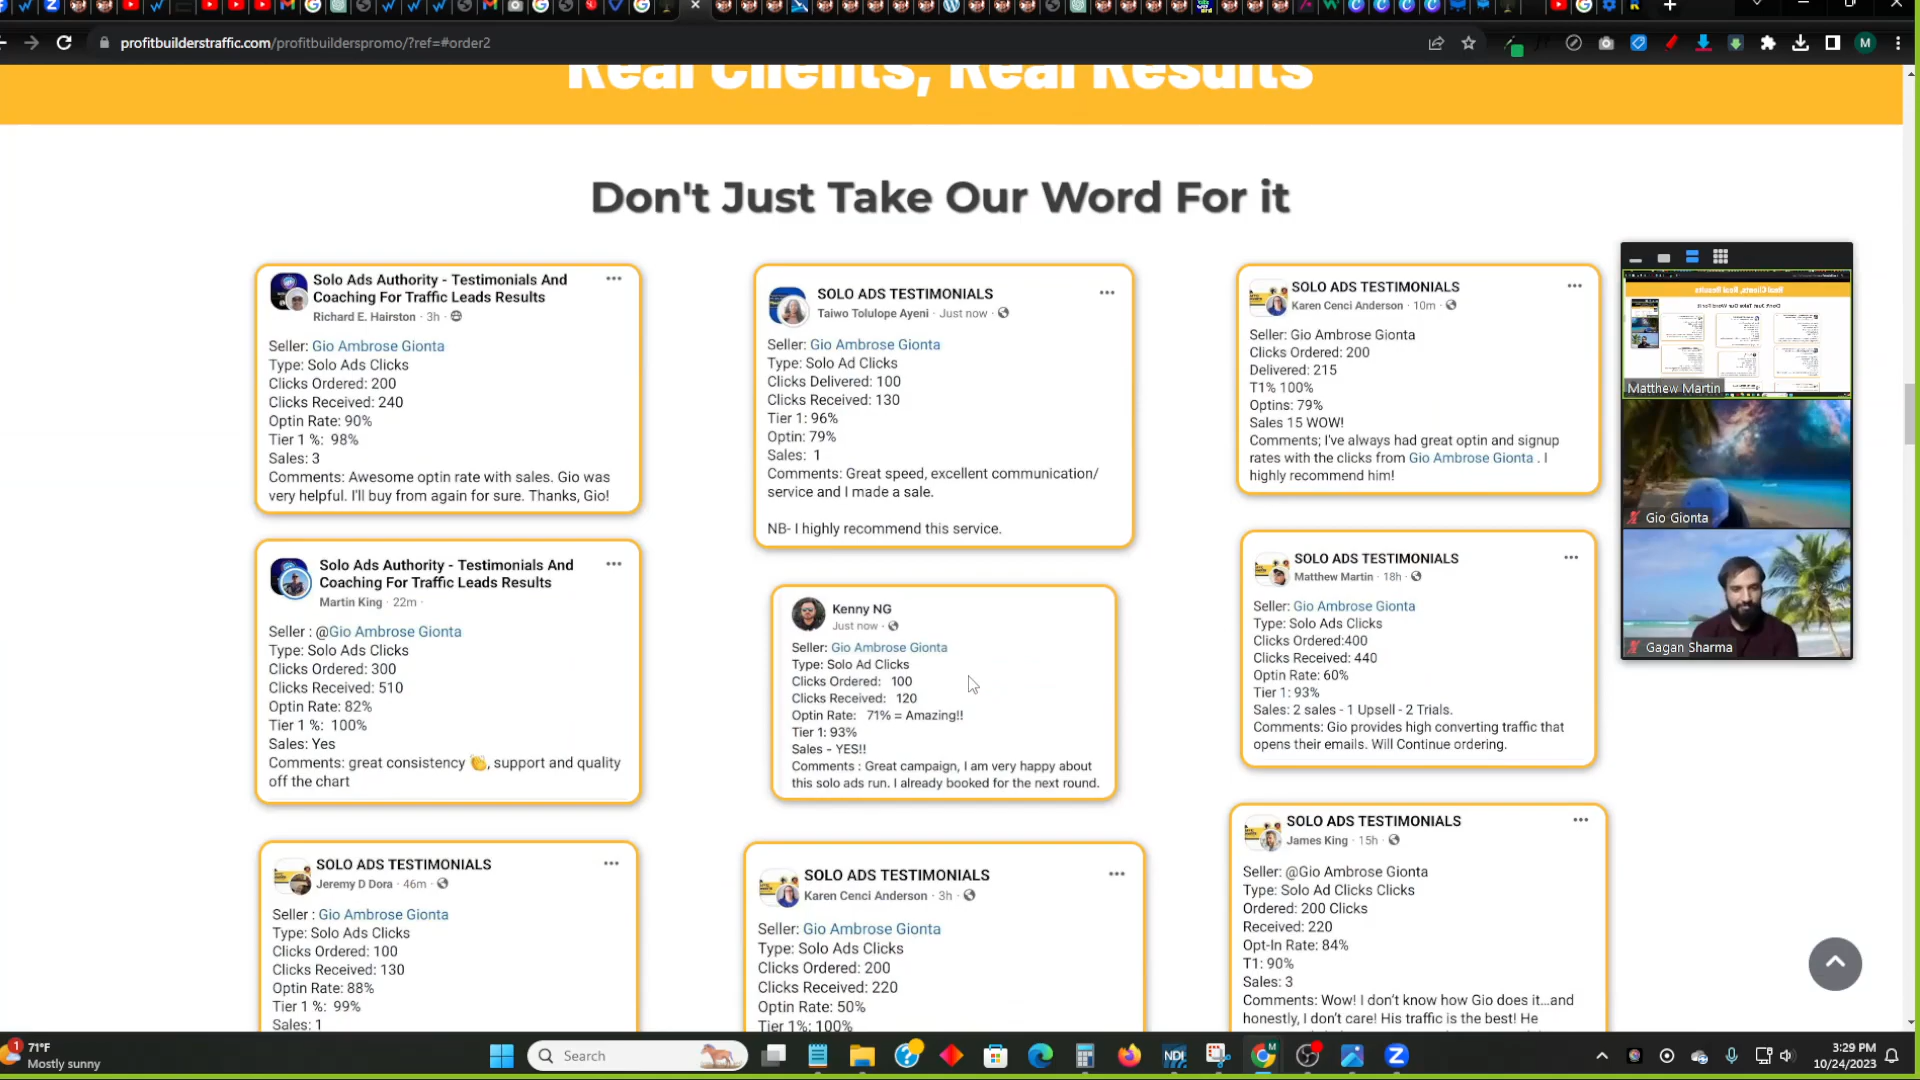 profitbuilderstraffic.com/profitbuilderspromo/?ref=#order2
M
Real Clients, Real Results
Don't Just Take Our Word For it
Solo Ads Authority - Testimonials And
Coaching For Traffic Leads Results
Richard E. Hairston · 3h ·
Seller: Gio Ambrose Gionta
Type: Solo Ads Clicks
Clicks Ordered: 200
Clicks Received: 240
Optin Rate: 90%
Tier 1 %: 98%
Sales: 3
Comments: Awesome optin rate with sales. Gio was
very helpful. I'll buy from again for sure. Thanks, Gio!
Solo Ads Authority - Testimonials And
Coaching For Traffic Leads Results
Martin King · 22m ·
Seller : @Gio Ambrose Gionta
Type: Solo Ads Clicks
Clicks Ordered: 300
Clicks Received: 510
Optin Rate: 82%
Tier 1 %: 100%
Sales: Yes
Comments: great consistency 👏, support and quality
off the chart
SOLO ADS TESTIMONIALS
Jeremy D Dora · 46m ·
Seller : Gio Ambrose Gionta
Type: Solo Ads Clicks
Clicks Ordered: 100
Clicks Received: 130
Optin Rate: 88%
Tier 1 %: 99%
Sales: 1
SOLO ADS TESTIMONIALS
Taiwo Tolulope Ayeni · Just now ·
Seller: Gio Ambrose Gionta
Type: Solo Ad Clicks
Clicks Delivered: 100
Clicks Received: 130
Tier 1: 96%
Optin: 79%
Sales: 1
Comments: Great speed, excellent communication/
service and I made a sale.
NB- I highly recommend this service.
Kenny NG
Just now ·
Seller: Gio Ambrose Gionta
Type: Solo Ad Clicks
Clicks Ordered: 100
Clicks Received: 120
Optin Rate: 71% = Amazing!!
Tier 1: 93%
Sales - YES!!
Comments : Great campaign, I am very happy about
this solo ads run. I already booked for the next round.
SOLO ADS TESTIMONIALS
Karen Cenci Anderson · 3h ·
Seller: Gio Ambrose Gionta
Type: Solo Ads Clicks
Clicks Ordered: 200
Clicks Received: 220
Optin Rate: 50%
Tier 1%: 100%
SOLO ADS TESTIMONIALS
Karen Cenci Anderson · 10m ·
Seller: Gio Ambrose Gionta
Clicks Ordered: 200
Delivered: 215
T1% 100%
Optins: 79%
Sales 15 WOW!
Comments; I've always had great optin and signup
rates with the clicks from Gio Ambrose Gionta . I
highly recommend him!
SOLO ADS TESTIMONIALS
Matthew Martin · 18h ·
Seller: Gio Ambrose Gionta
Type: Solo Ads Clicks
Clicks Ordered:400
Clicks Received: 440
Optin Rate: 60%
Tier 1: 93%
Sales: 2 sales - 1 Upsell - 2 Trials.
Comments: Gio provides high converting traffic that
opens their emails. Will Continue ordering.
SOLO ADS TESTIMONIALS
James King · 15h ·
Seller: @Gio Ambrose Gionta
Type: Solo Ad Clicks Clicks
Ordered: 200 Clicks
Received: 220
Opt-In Rate: 84%
T1: 90%
Sales: 3
Comments: Wow! I don't know how Gio does it…and
honestly, I don't care! His traffic is the best! He
Matthew Martin
Gio Gionta
Gagan Sharma
1
71°F
Mostly sunny
Search
NDI
3:29 PM
10/24/2023